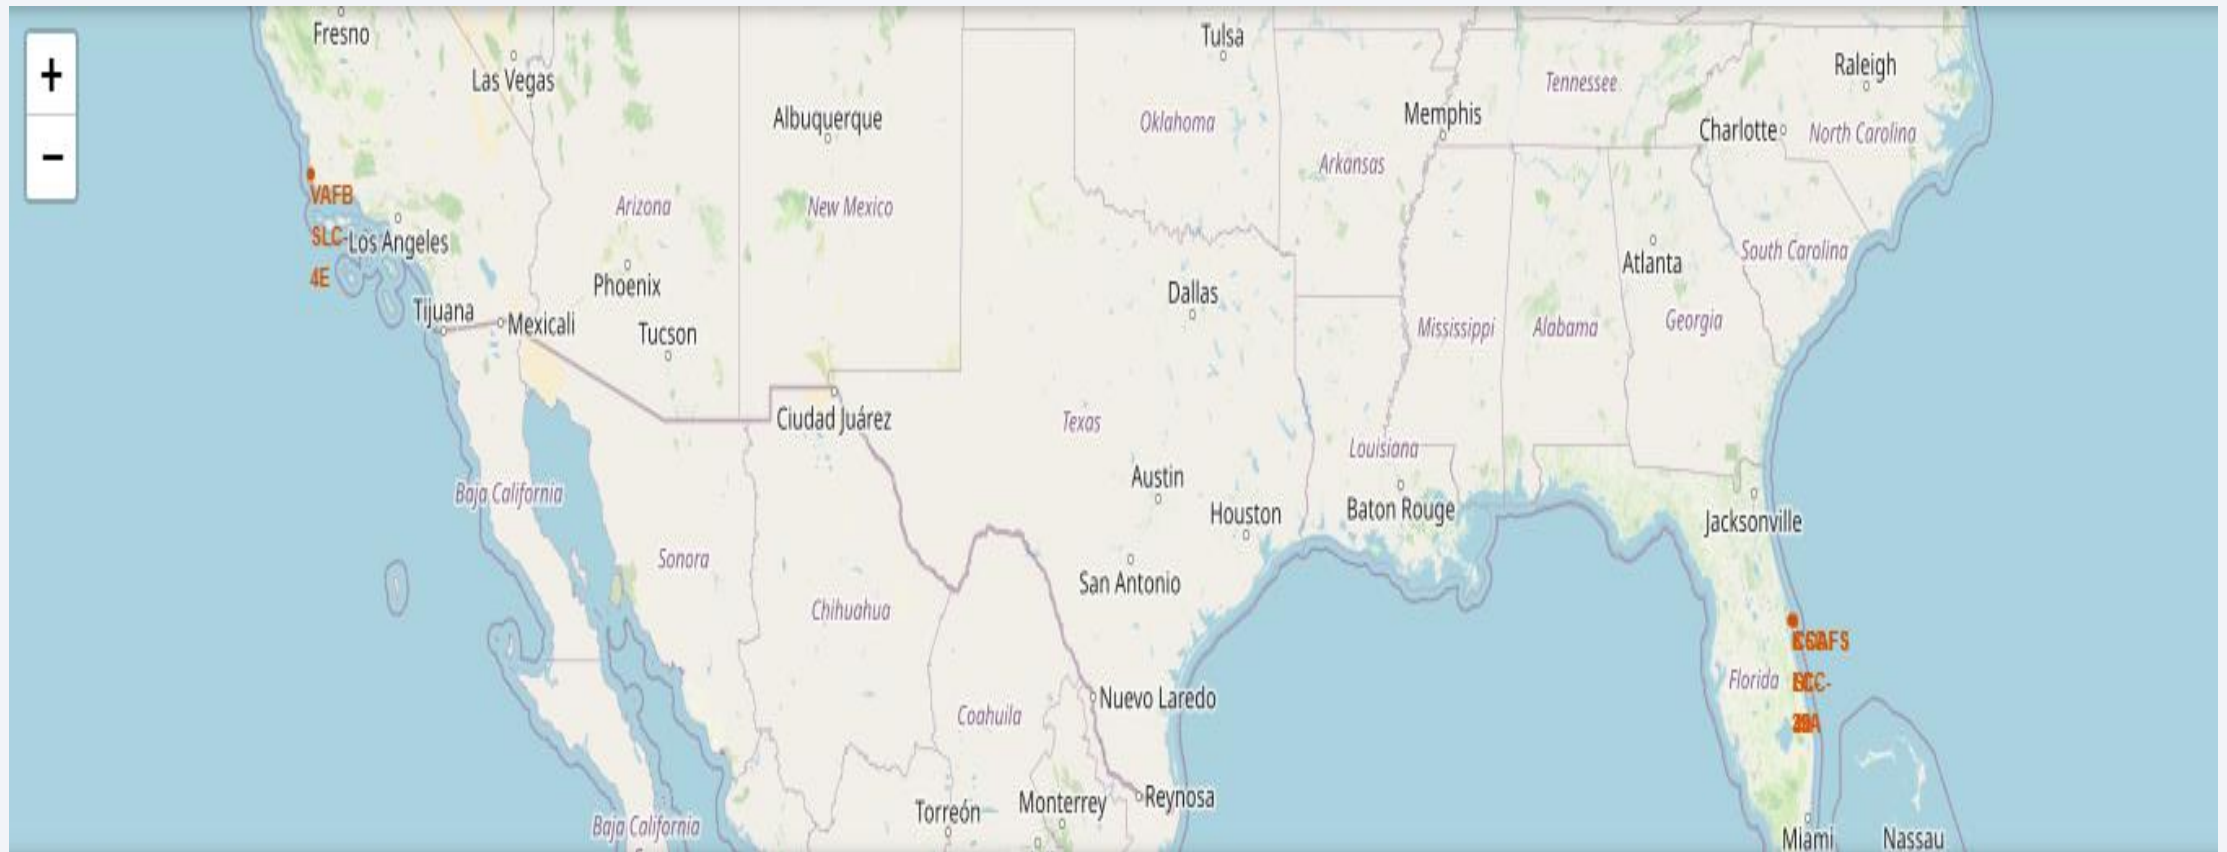 +
−
Fresno
Las Vegas
Tulsa
Raleigh
Tennessee
Albuquerque
Oklahoma
Memphis
Charlotte
North Carolina
Arkansas
VAFB
SLC-
4E
Los Angeles
Arizona
New Mexico
Atlanta
South Carolina
Phoenix
Dallas
Tijuana
Mexicali
Tucson
Mississippi
Alabama
Georgia
Ciudad Juárez
Texas
Louisiana
Austin
Baja California
Houston
Baton Rouge
Jacksonville
Sonora
San Antonio
Chihuahua
Florida
Nuevo Laredo
Coahuila
Torreón
Monterrey
Reynosa
Baja California
Miami
Nassau